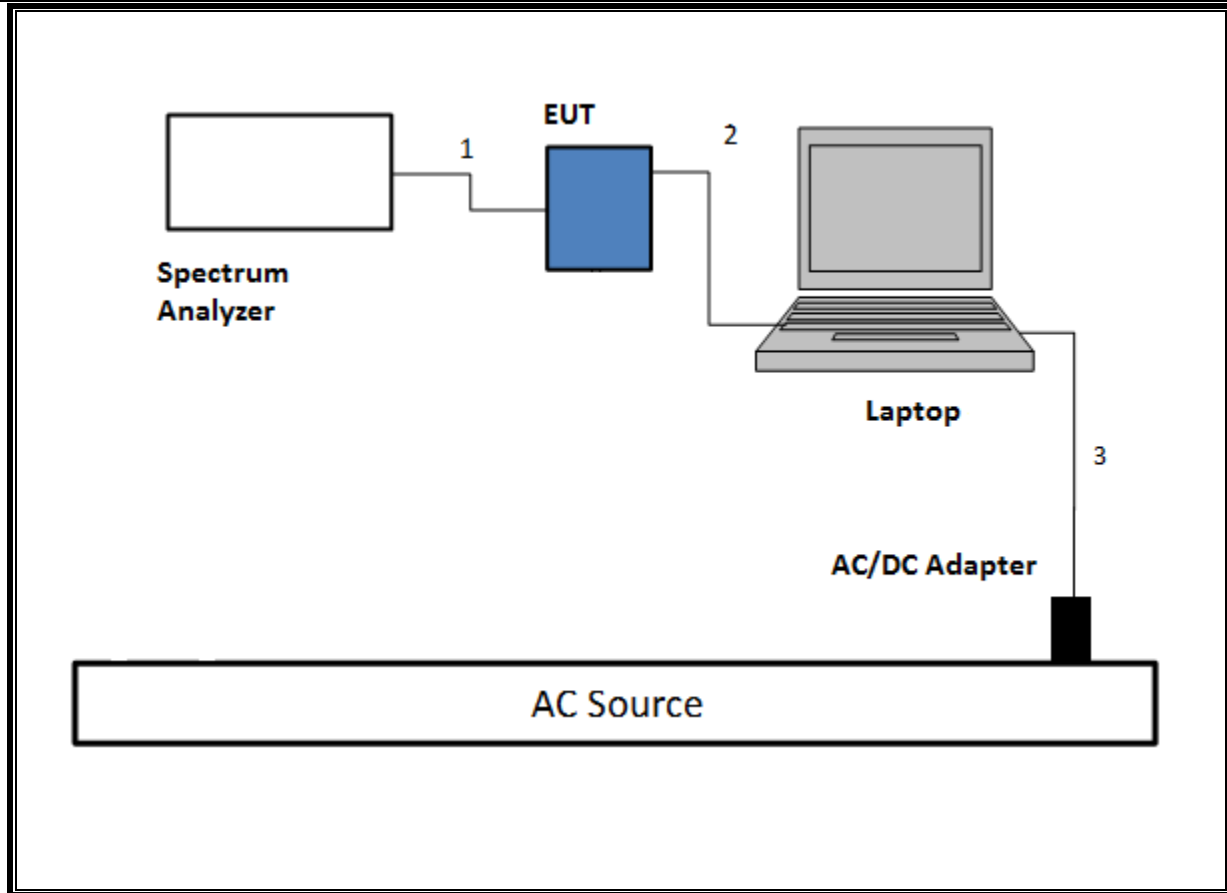 EUT
1
2
Spectrum
Analyzer
Laptop
3
AC/DC Adapter
AC Source